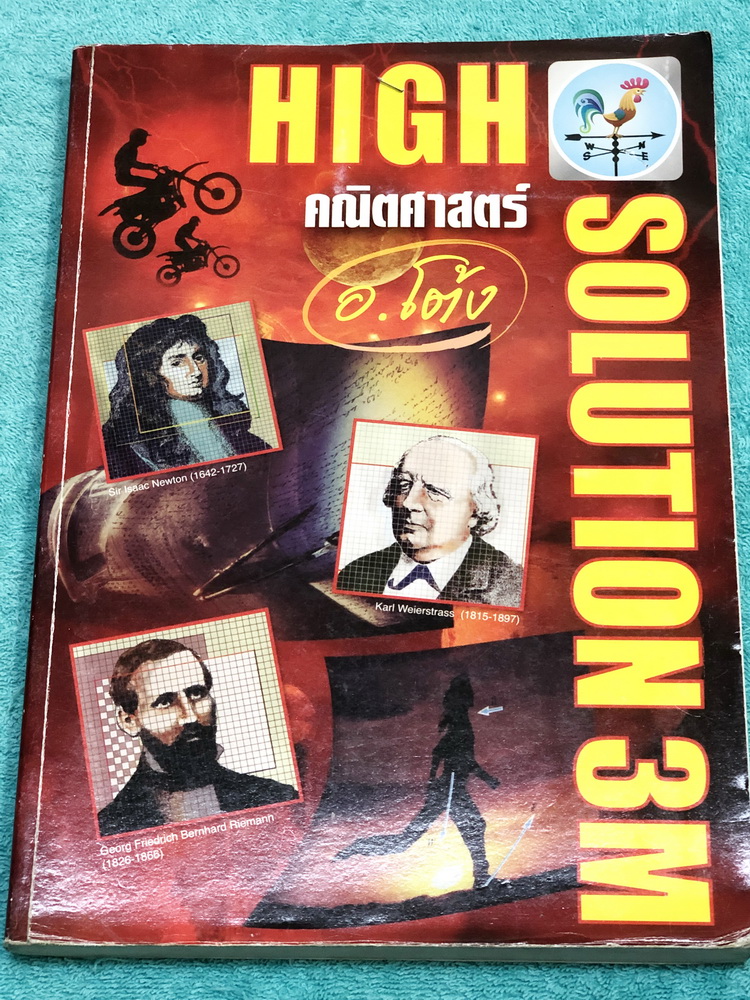 HIGH
คณิตศาสตร์
อ.โต้ง
SOLUTION 3M
W N
S E
Sir Isaac Newton (1642-1727)
Karl Weierstrass (1815-1897)
Georg Friedrich Bernhard Riemann
(1826-1866)